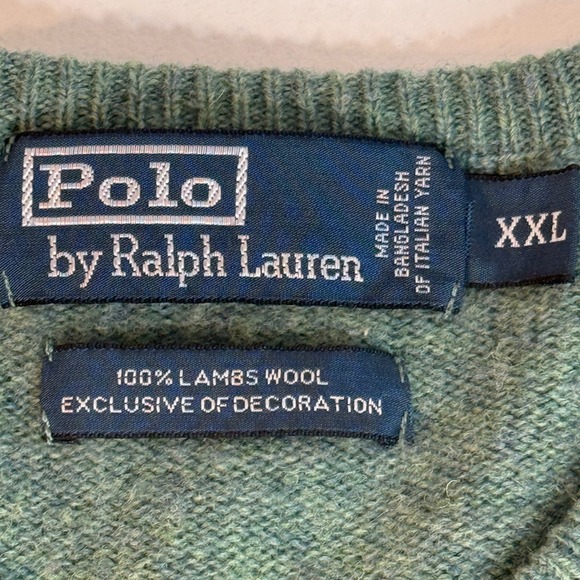 Polo
by Ralph Lauren
MADE IN
BANGLADESH
OF ITALIAN YARN
XXL
100% LAMBS WOOL
EXCLUSIVE OF DECORATION